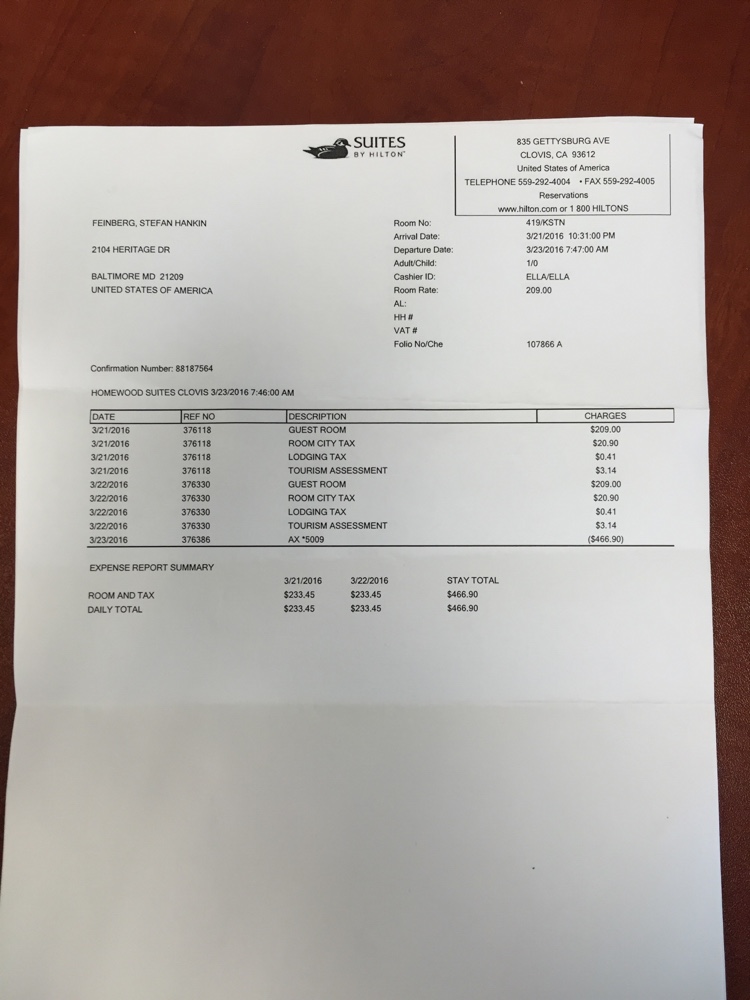 SUITES
BY HILTON™
835 GETTYSBURG AVE
CLOVIS, CA 93612
United States of America
TELEPHONE 559-292-4004 • FAX 559-292-4005
Reservations
www.hilton.com or 1 800 HILTONS
FEINBERG, STEFAN HANKIN
2104 HERITAGE DR
BALTIMORE MD 21209
UNITED STATES OF AMERICA
Room No: 419/KSTN
Arrival Date: 3/21/2016 10:31:00 PM
Departure Date: 3/23/2016 7:47:00 AM
Adult/Child: 1/0
Cashier ID: ELLA/ELLA
Room Rate: 209.00
AL:
HH #
VAT #
Folio No/Che 107866 A
Confirmation Number: 88187564
HOMEWOOD SUITES CLOVIS 3/23/2016 7:46:00 AM
DATE REF NO DESCRIPTION CHARGES
3/21/2016 376118 GUEST ROOM $209.00
3/21/2016 376118 ROOM CITY TAX $20.90
3/21/2016 376118 LODGING TAX $0.41
3/21/2016 376118 TOURISM ASSESSMENT $3.14
3/22/2016 376330 GUEST ROOM $209.00
3/22/2016 376330 ROOM CITY TAX $20.90
3/22/2016 376330 LODGING TAX $0.41
3/22/2016 376330 TOURISM ASSESSMENT $3.14
3/23/2016 376386 AX *5009 ($466.90)
EXPENSE REPORT SUMMARY
3/21/2016 3/22/2016 STAY TOTAL
ROOM AND TAX $233.45 $233.45 $466.90
DAILY TOTAL $233.45 $233.45 $466.90